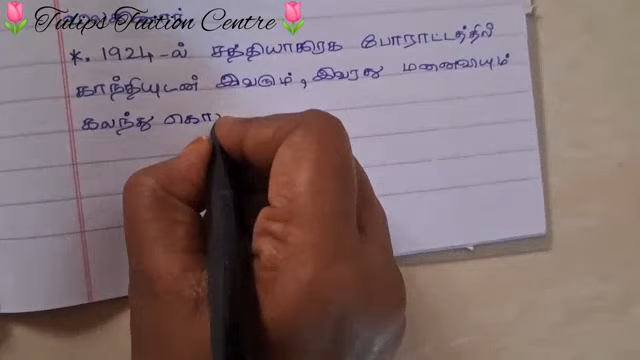 Tulips Tuition Centre
*. 1924-ல் சத்தியாகிரக போராட்டத்தில்
காந்தியுடன் இவரும், இவரது மனைவியும்
கலந்து கொ